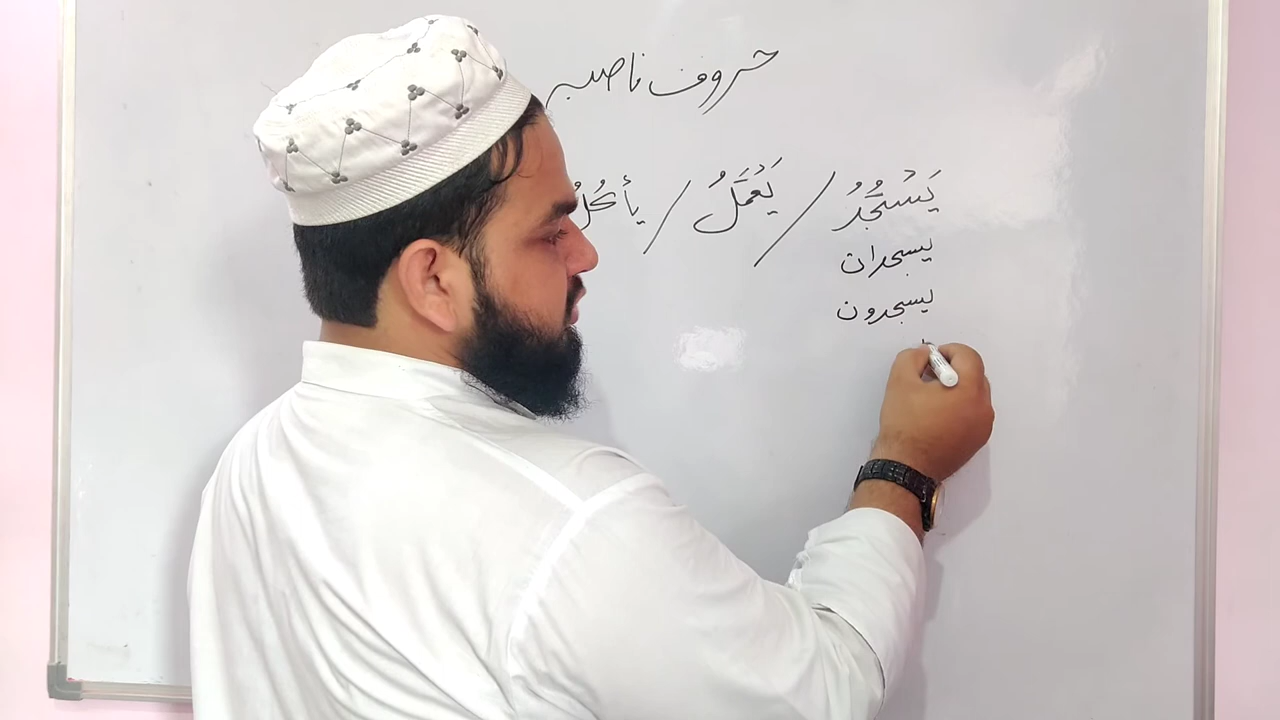 حروف ناصبہ
يَسْجُدُ / يَعْمَلُ / يأكُلُ
يسجدان
يسجدون